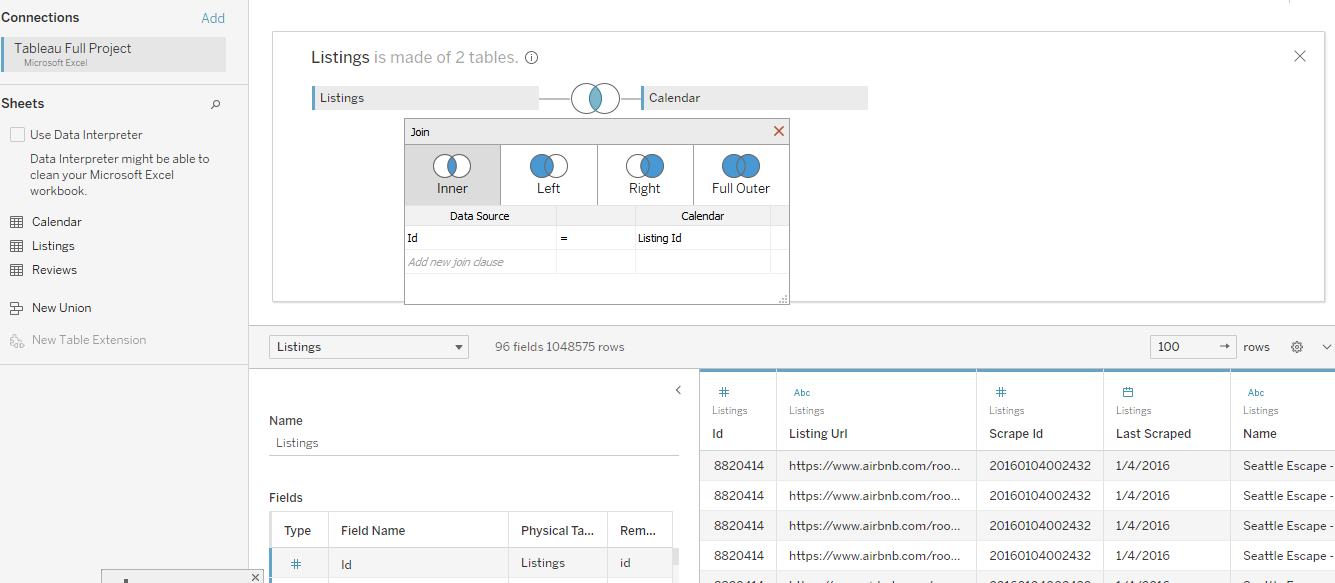 Connections Add
Tableau Full Project
Microsoft Excel
Sheets
Use Data Interpreter
Data Interpreter might be able to
clean your Microsoft Excel
workbook.
Calendar
Listings
Reviews
New Union
New Table Extension
Listings is made of 2 tables.
Listings Calendar
Join
Inner Left Right Full Outer
Data Source Calendar
Id = Listing Id
Add new join clause
Listings 96 fields 1048575 rows 100 → rows
Name
Listings
Fields
Type Field Name Physical Ta... Rem...
# Id Listings id
# Abc # Abc
Listings Listings Listings Listings Listings
Id Listing Url Scrape Id Last Scraped Name
8820414 https://www.airbnb.com/roo... 20160104002432 1/4/2016 Seattle Escape -
8820414 https://www.airbnb.com/roo... 20160104002432 1/4/2016 Seattle Escape -
8820414 https://www.airbnb.com/roo... 20160104002432 1/4/2016 Seattle Escape -
8820414 https://www.airbnb.com/roo... 20160104002432 1/4/2016 Seattle Escape -